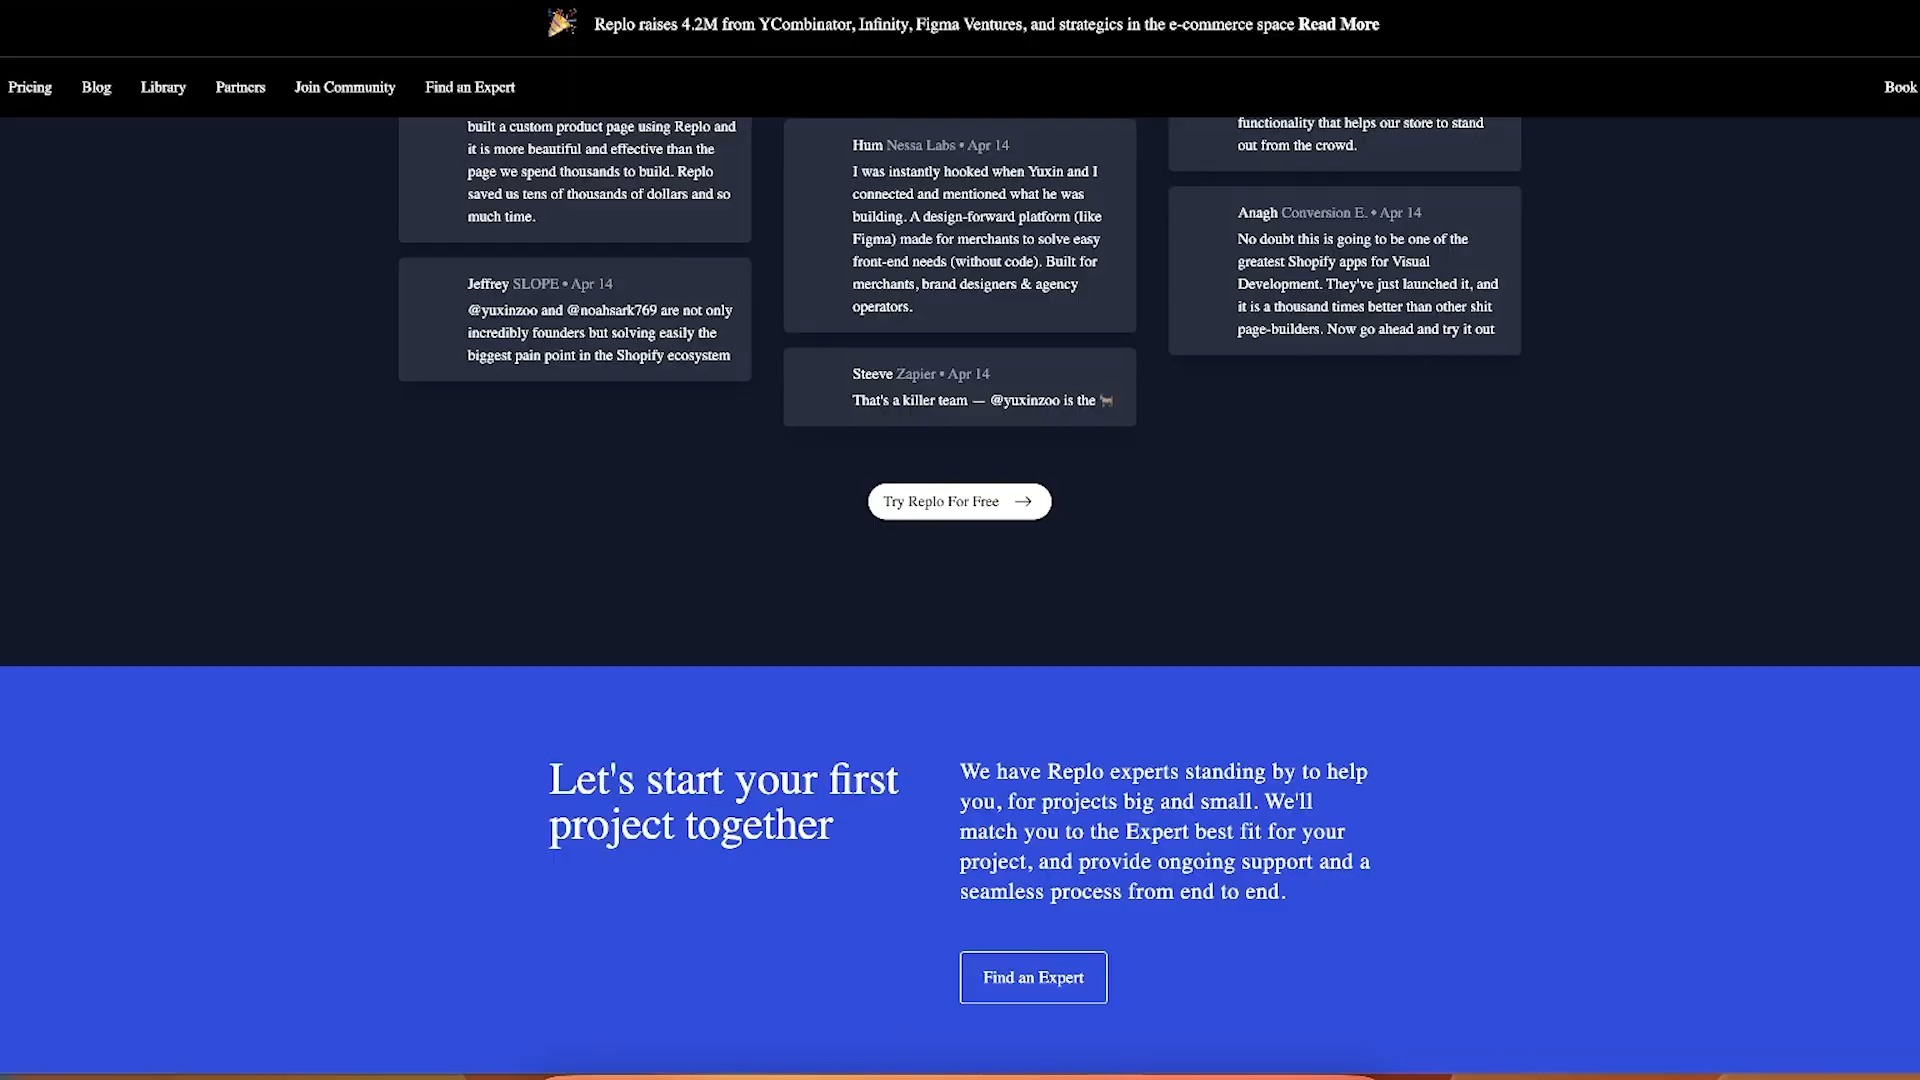 🎉 Replo raises 4.2M from YCombinator, Infinity, Figma Ventures, and strategics in the e-commerce space Read More
Pricing Blog Library Partners Join Community Find an Expert Book
built a custom product page using Replo and
it is more beautiful and effective than the
page we spend thousands to build. Replo
saved us tens of thousands of dollars and so
much time.
Jeffrey SLOPE • Apr 14
@yuxinzoo and @noahsark769 are not only
incredibly founders but solving easily the
biggest pain point in the Shopify ecosystem
Hum Nessa Labs • Apr 14
I was instantly hooked when Yuxin and I
connected and mentioned what he was
building. A design-forward platform (like
Figma) made for merchants to solve easy
front-end needs (without code). Built for
merchants, brand designers & agency
operators.
Steeve Zapier • Apr 14
That's a killer team — @yuxinzoo is the 🐐
functionality that helps our store to stand
out from the crowd.
Anagh Conversion E. • Apr 14
No doubt this is going to be one of the
greatest Shopify apps for Visual
Development. They've just launched it, and
it is a thousand times better than other shit
page-builders. Now go ahead and try it out
Try Replo For Free →
Let's start your first
project together
We have Replo experts standing by to help
you, for projects big and small. We'll
match you to the Expert best fit for your
project, and provide ongoing support and a
seamless process from end to end.
Find an Expert